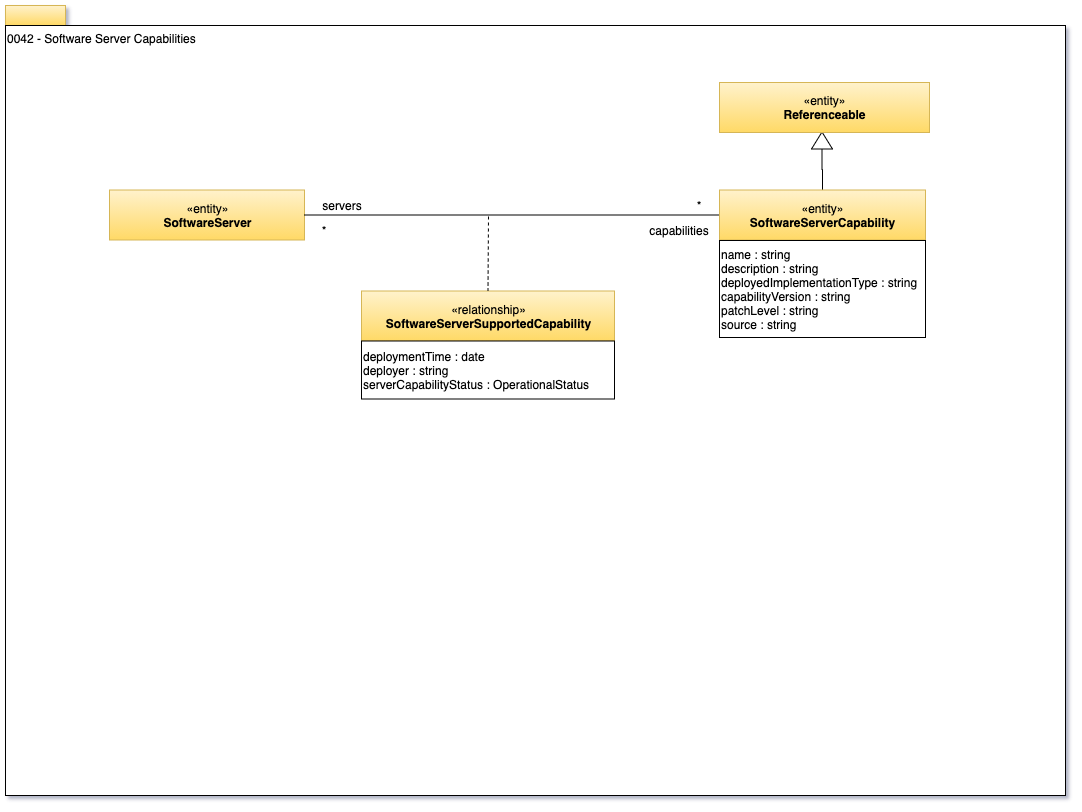 0042 - Software Server Capabilities
«entity»
Referenceable
«entity»
SoftwareServer
servers
*
*
capabilities
«entity»
SoftwareServerCapability
name : string
description : string
deployedImplementationType : string
capabilityVersion : string
patchLevel : string
source : string
«relationship»
SoftwareServerSupportedCapability
deploymentTime : date
deployer : string
serverCapabilityStatus : OperationalStatus